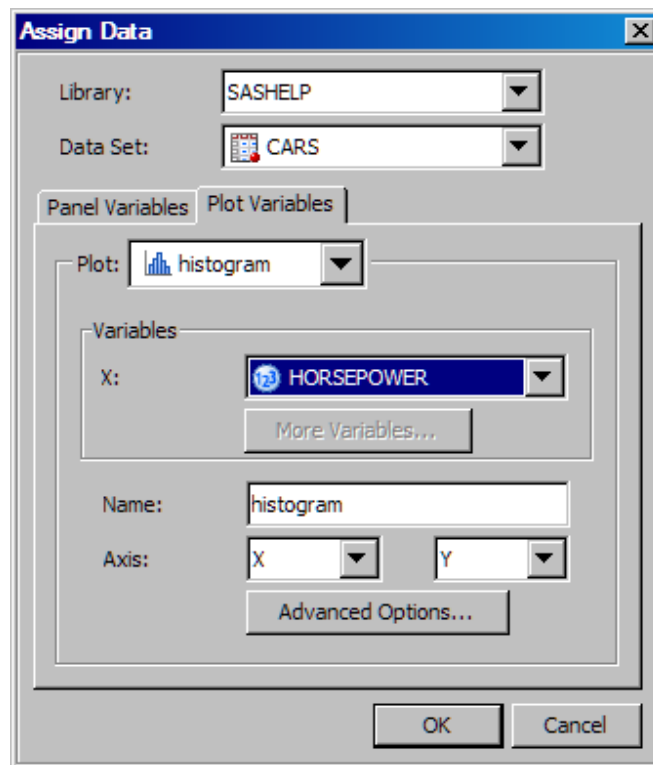 Assign Data
Library: SASHELP
Data Set: CARS
Panel Variables Plot Variables
Plot: histogram
Variables
X: 123 HORSEPOWER
More Variables...
Name: histogram
Axis: X Y
Advanced Options...
OK Cancel